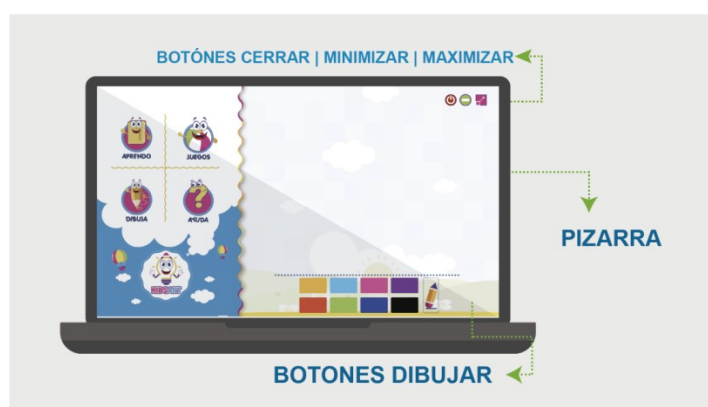 BOTÓNES CERRAR | MINIMIZAR | MAXIMIZAR
APRENDO
JUEGOS
DIBUJA
AYUDA
PIZARRA
BOTONES DIBUJAR